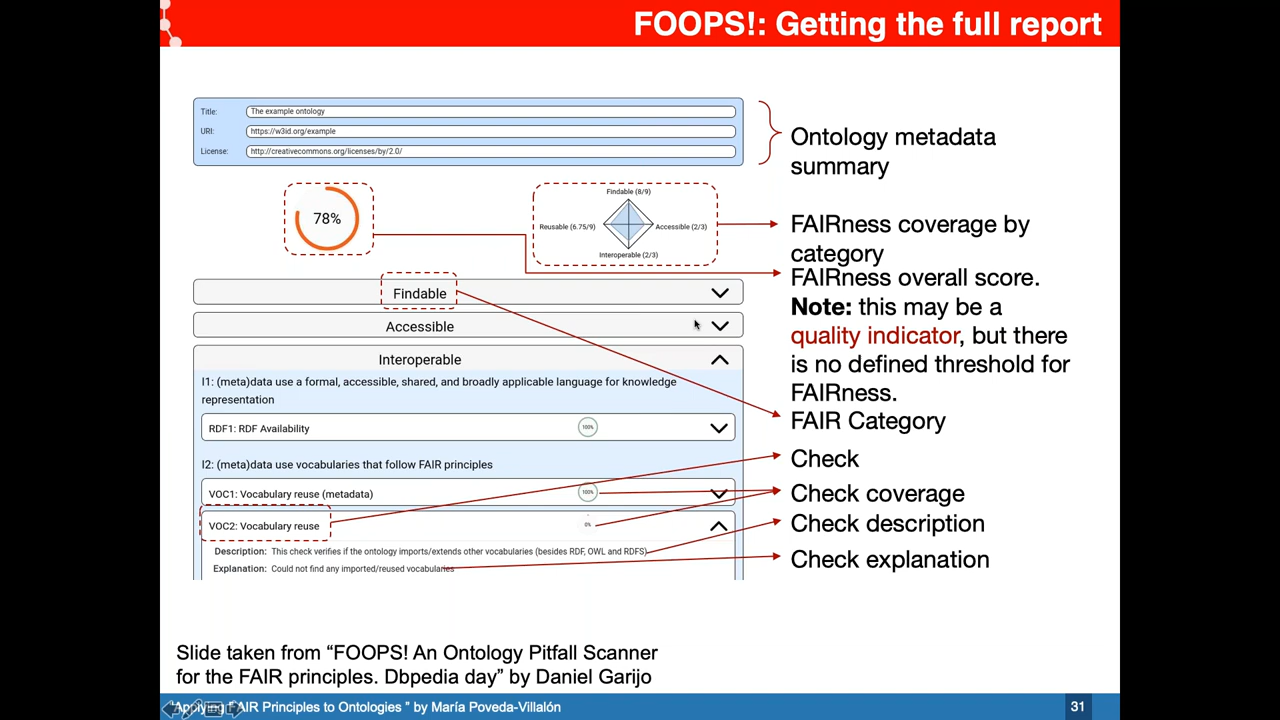 FOOPS!: Getting the full report
Title: The example ontology
URI: https://w3id.org/example
License: http://creativecommons.org/licenses/by/2.0/
Ontology metadata
summary
78%
Findable (8/9)
Reusable (6.75/9)
Accessible (2/3)
Interoperable (2/3)
FAIRness coverage by
category
FAIRness overall score.
Note: this may be a
quality indicator, but there
is no defined threshold for
FAIRness.
Findable
Accessible
Interoperable
FAIR Category
I1: (meta)data use a formal, accessible, shared, and broadly applicable language for knowledge
representation
RDF1: RDF Availability 100%
I2: (meta)data use vocabularies that follow FAIR principles
Check
VOC1: Vocabulary reuse (metadata) 100%
Check coverage
VOC2: Vocabulary reuse 0%
Check description
Description: This check verifies if the ontology imports/extends other vocabularies (besides RDF, OWL and RDFS)
Explanation: Could not find any imported/reused vocabularies
Check explanation
Slide taken from “FOOPS! An Ontology Pitfall Scanner
for the FAIR principles. Dbpedia day” by Daniel Garijo
"Applying “FAIR Principles to Ontologies ” by María Poveda-Villalón
31